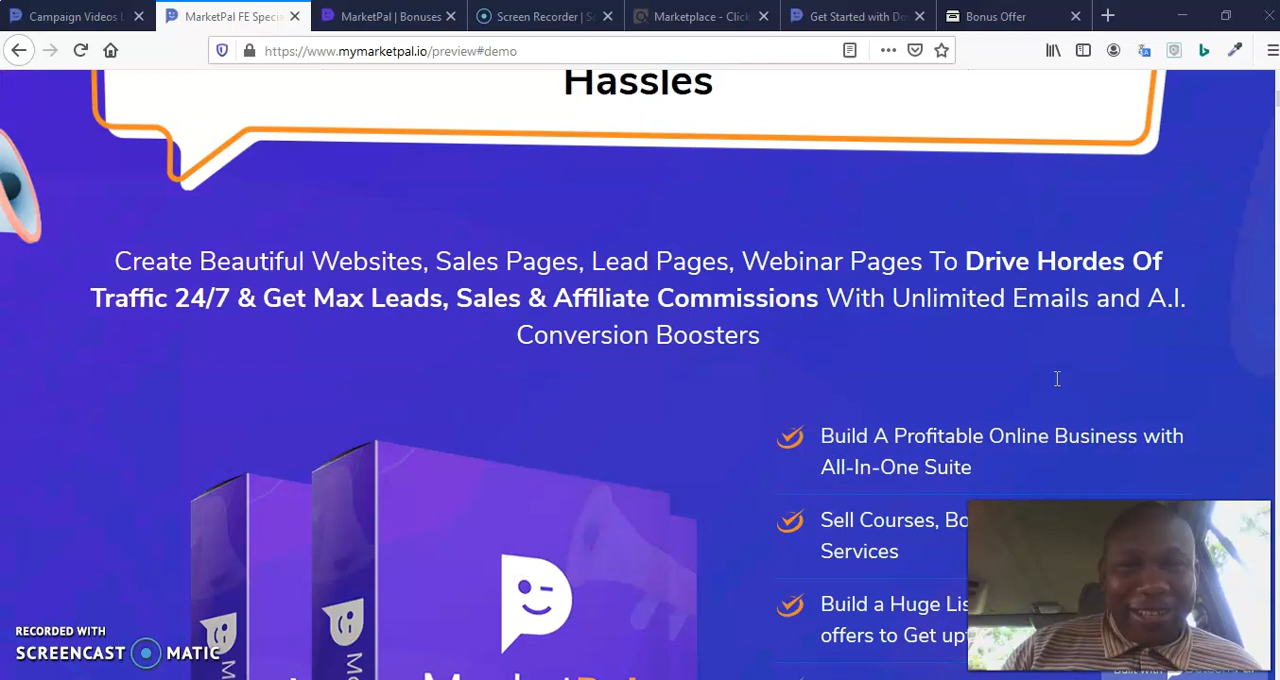 Campaign Videos L
MarketPal FE Specia
MarketPal | Bonuses
Screen Recorder | S
Marketplace - Click
Get Started with Do
Bonus Offer
https://www.mymarketpal.io/preview#demo
Hassles
Create Beautiful Websites, Sales Pages, Lead Pages, Webinar Pages To Drive Hordes Of
Traffic 24/7 & Get Max Leads, Sales & Affiliate Commissions With Unlimited Emails and A.I.
Conversion Boosters
Build A Profitable Online Business with
All-In-One Suite
Sell Courses, Bo
Services
Build a Huge Lis
offers to Get up
RECORDED WITH
SCREENCAST MATIC